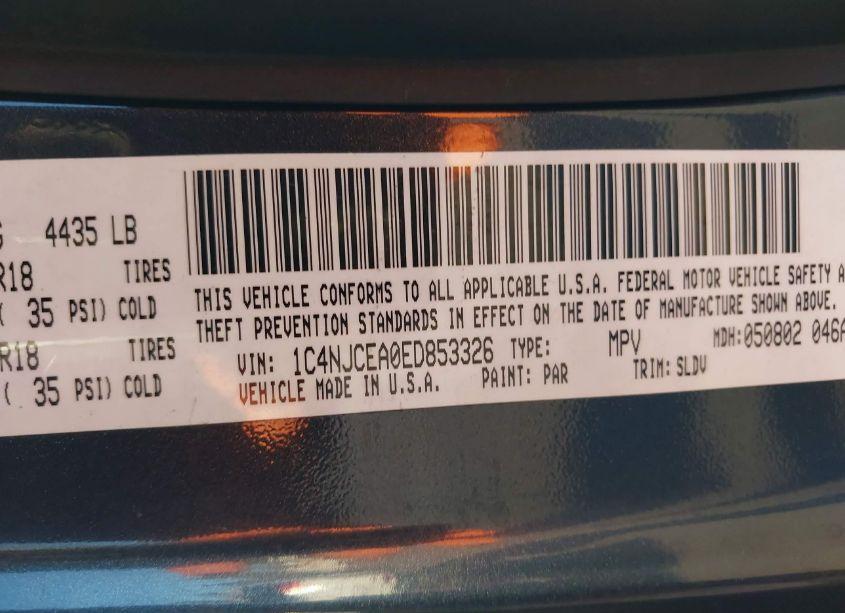 4435 LB
R18 TIRES
( 35 PSI) COLD
R18 TIRES
( 35 PSI) COLD
THIS VEHICLE CONFORMS TO ALL APPLICABLE U.S.A. FEDERAL MOTOR VEHICLE SAFETY A
THEFT PREVENTION STANDARDS IN EFFECT ON THE DATE OF MANUFACTURE SHOWN ABOVE.
VIN: 1C4NJCEA0ED853326 TYPE: MPV MDH:050802 046A
VEHICLE MADE IN U.S.A. PAINT: PAR TRIM: SLDV